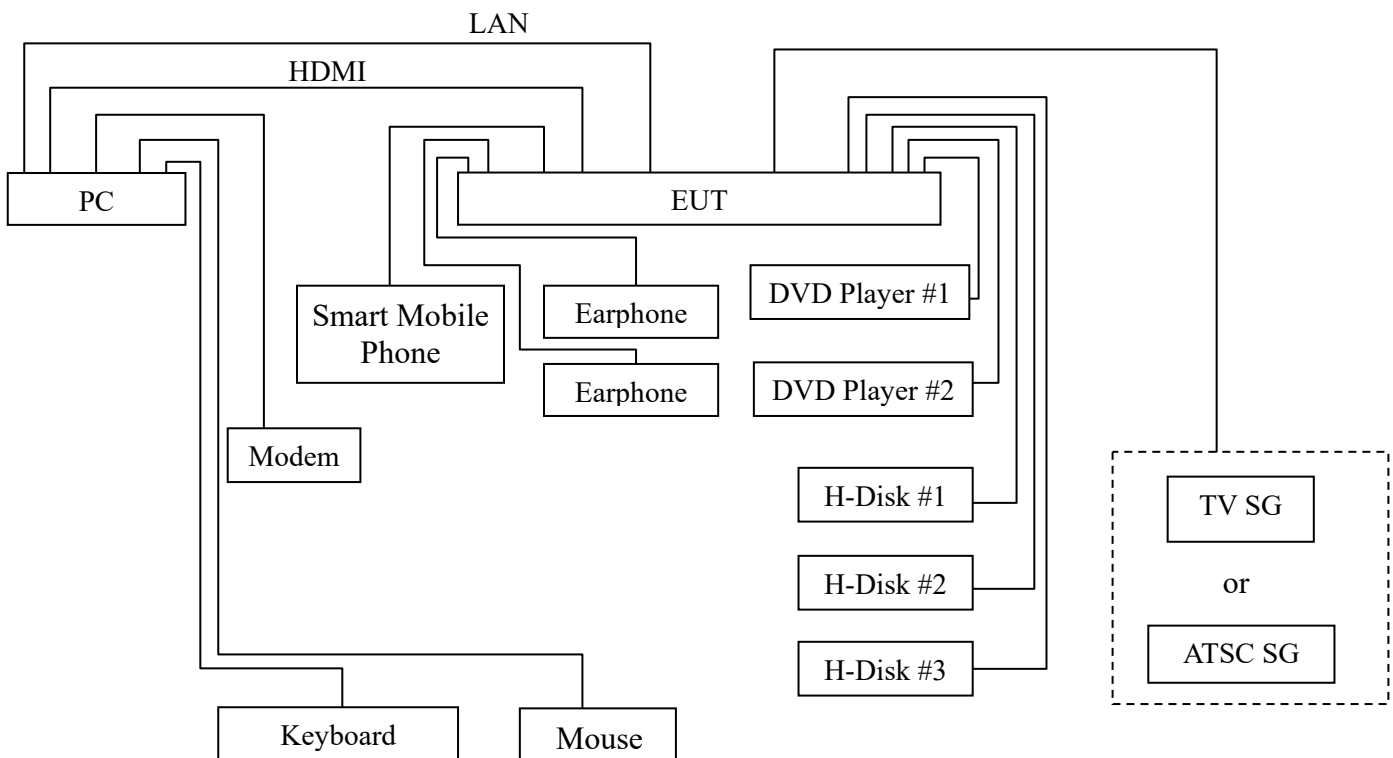 LAN
HDMI
PC
EUT
Smart Mobile
Phone
Earphone
Earphone
DVD Player #1
DVD Player #2
Modem
H-Disk #1
H-Disk #2
H-Disk #3
TV SG
or
ATSC SG
Keyboard
Mouse